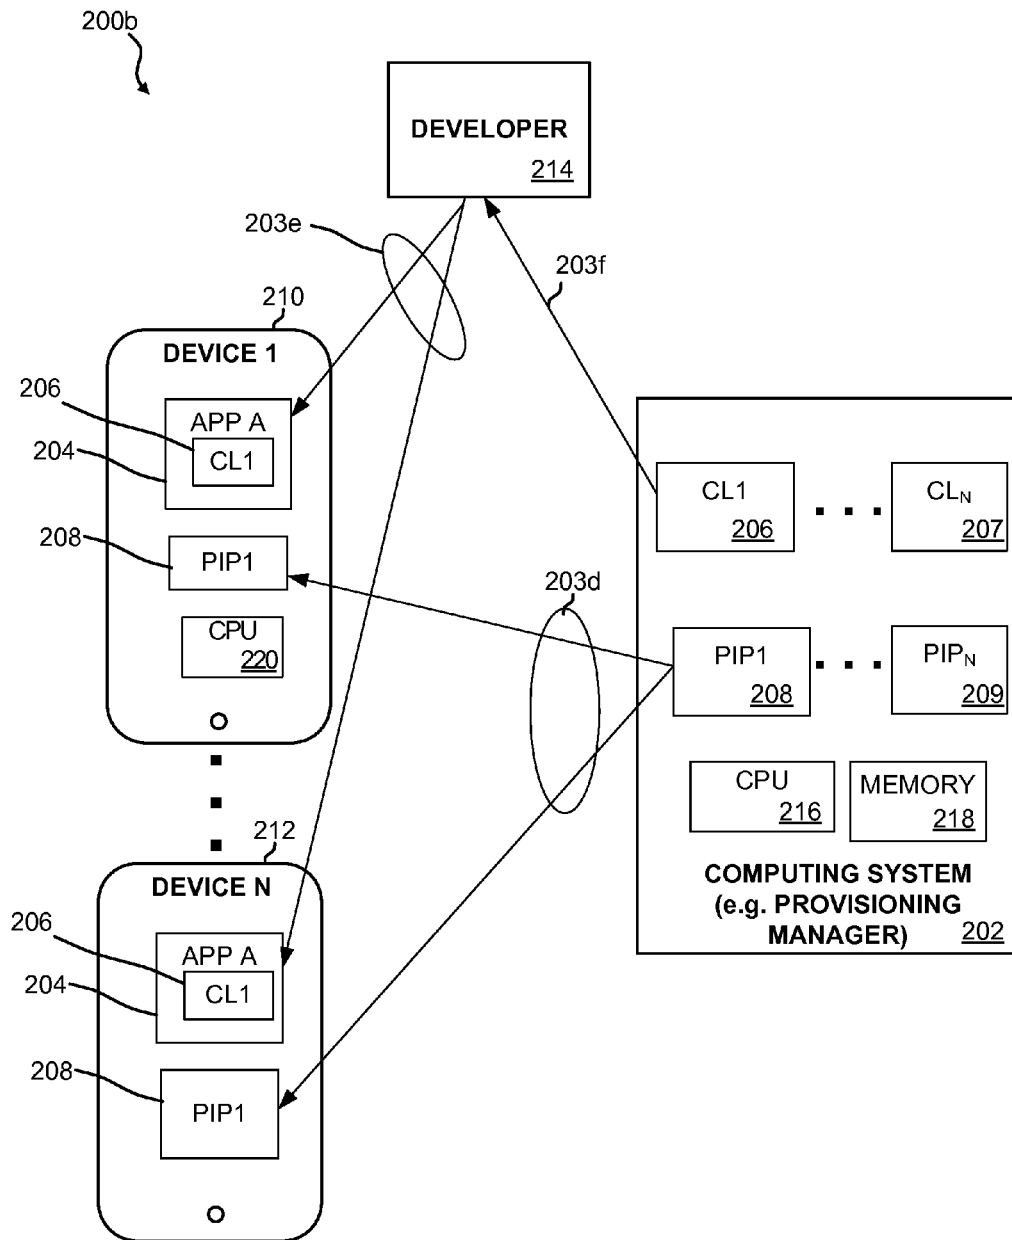 200b
DEVELOPER
214
203e
203f
210
DEVICE 1
206
APP A
204
CL1
CL1
206
CLN
207
208
PIP1
203d
CPU
220
PIP1
208
PIPN
209
CPU
216
MEMORY
218
212
DEVICE N
COMPUTING SYSTEM
(e.g. PROVISIONING
MANAGER)
202
206
APP A
204
CL1
208
PIP1